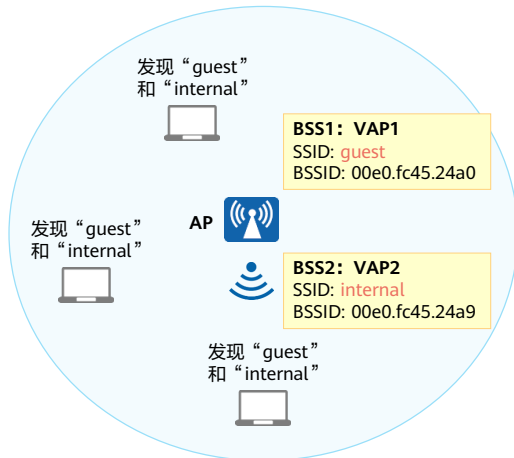 发现“guest”
和“internal”
BSS1：VAP1
SSID: guest
BSSID: 00e0.fc45.24a0
发现“guest”
和“internal”
AP
BSS2：VAP2
SSID: internal
BSSID: 00e0.fc45.24a9
发现“guest”
和“internal”